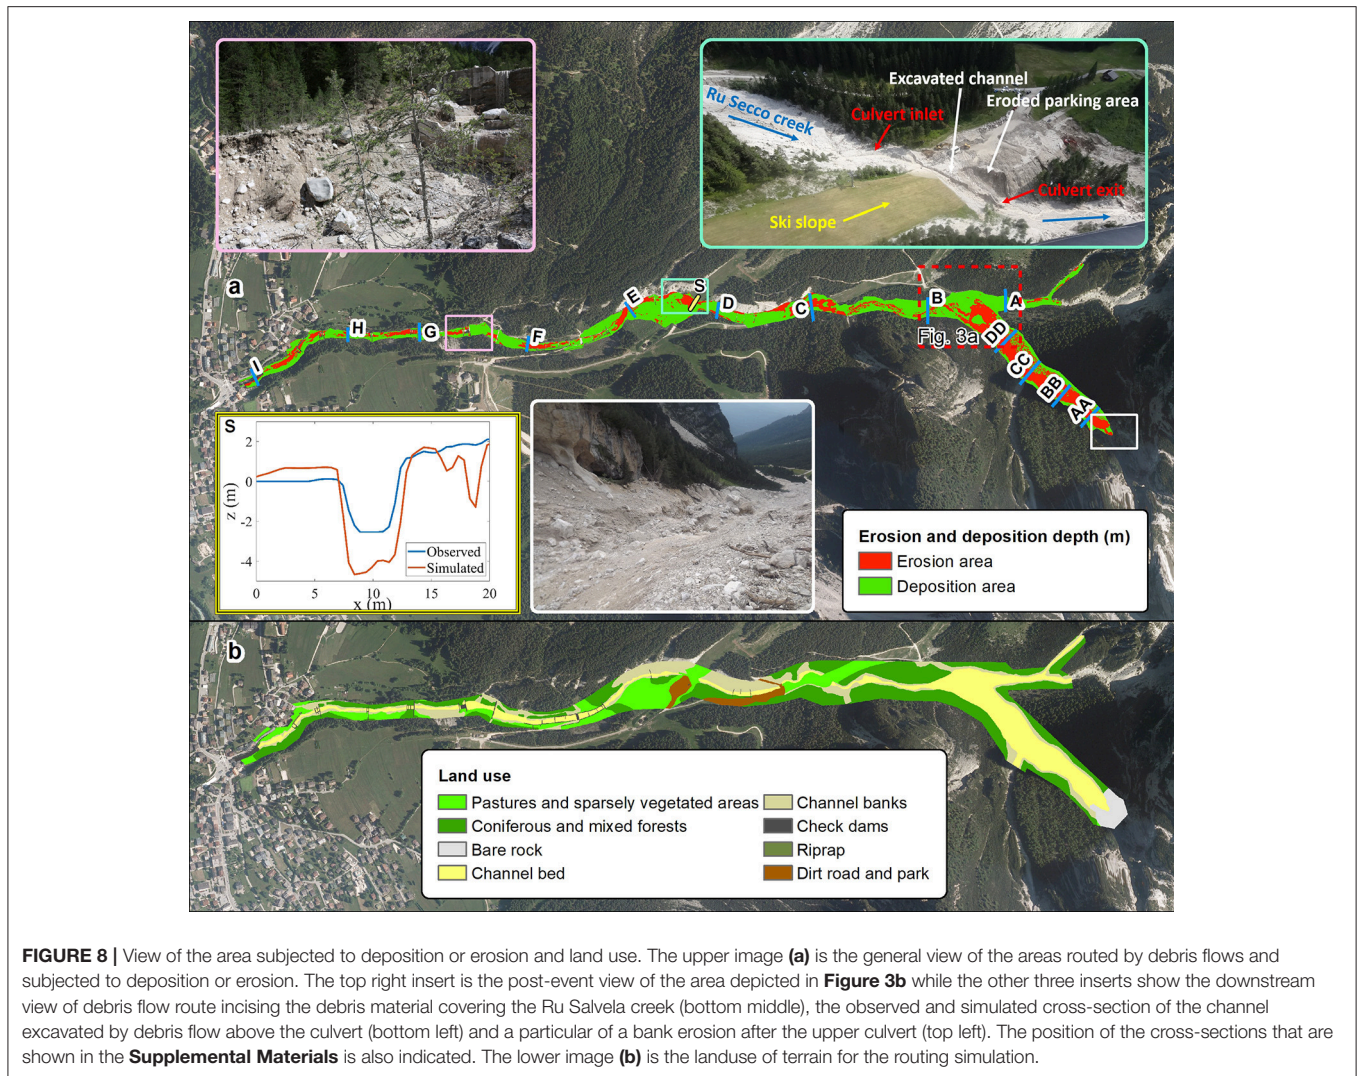 Excavated channel
Eroded parking area
Ru Secco creek
Culvert inlet
Culvert exit
Ski slope
a
I
H
G
F
E
S
D
C
B
A
Fig. 3a
DD
CC
BB
AA
S
2
0
-2
-4
z (m)
Observed
Simulated
0
5
10
15
20
x (m)
Erosion and deposition depth (m)
Erosion area
Deposition area
b
Land use
Pastures and sparsely vegetated areas
Coniferous and mixed forests
Bare rock
Channel bed
Channel banks
Check dams
Riprap
Dirt road and park
FIGURE 8 | View of the area subjected to deposition or erosion and land use. The upper image (a) is the general view of the areas routed by debris flows and
subjected to deposition or erosion. The top right insert is the post-event view of the area depicted in Figure 3b while the other three inserts show the downstream
view of debris flow route incising the debris material covering the Ru Salvela creek (bottom middle), the observed and simulated cross-section of the channel
excavated by debris flow above the culvert (bottom left) and a particular of a bank erosion after the upper culvert (top left). The position of the cross-sections that are
shown in the Supplemental Materials is also indicated. The lower image (b) is the landuse of terrain for the routing simulation.